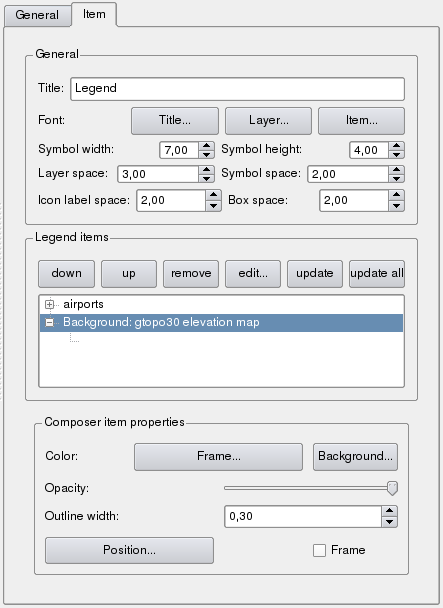 General Item
General
Title: Legend
Font: Title... Layer... Item...
Symbol width: 7,00 Symbol height: 4,00
Layer space: 3,00 Symbol space: 2,00
Icon label space: 2,00 Box space: 2,00
Legend items
down up remove edit... update update all
airports
Background: gtopo30 elevation map
Composer item properties
Color: Frame... Background...
Opacity:
Outline width: 0,30
Position... Frame